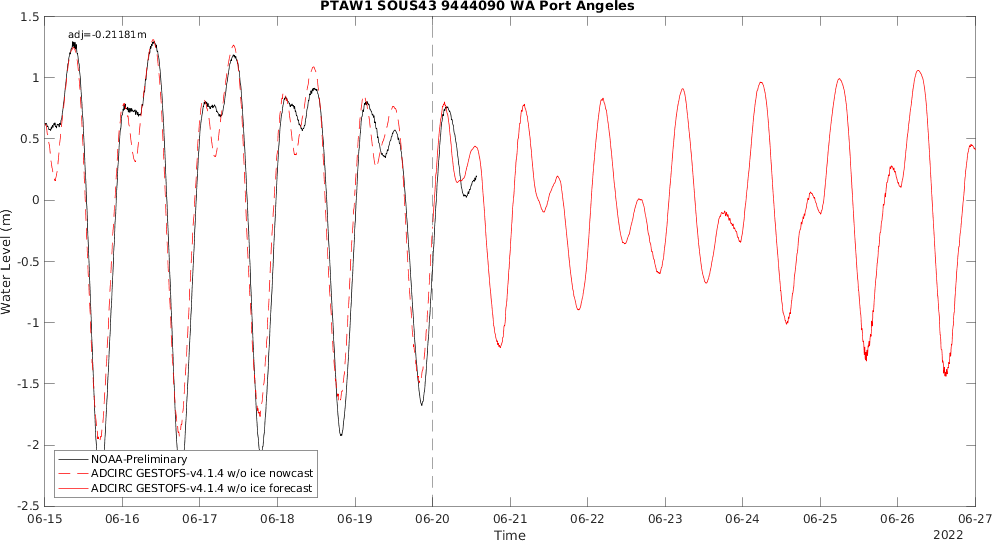 PTAW1 SOUS43 9444090 WA Port Angeles
adj=-0.21181m
1.5
1
0.5
0
-0.5
-1
-1.5
-2
-2.5
Water Level (m)
NOAA-Preliminary
ADCIRC GESTOFS-v4.1.4 w/o ice nowcast
ADCIRC GESTOFS-v4.1.4 w/o ice forecast
06-15 06-16 06-17 06-18 06-19 06-20 06-21 06-22 06-23 06-24 06-25 06-26 06-27
Time
2022